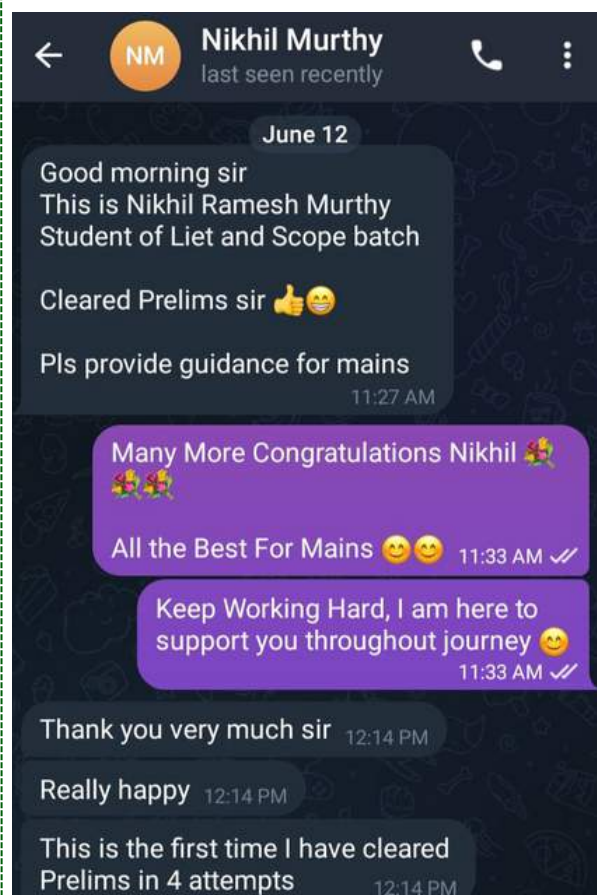 NM
Nikhil Murthy
last seen recently
June 12
Good morning sir
This is Nikhil Ramesh Murthy
Student of Liet and Scope batch
Cleared Prelims sir 👍😁
Pls provide guidance for mains
11:27 AM
Many More Congratulations Nikhil 💐
💐💐
All the Best For Mains 😊😊 11:33 AM
Keep Working Hard, I am here to
support you throughout journey 😊
11:33 AM
Thank you very much sir 12:14 PM
Really happy 12:14 PM
This is the first time I have cleared
Prelims in 4 attempts 12:14 PM